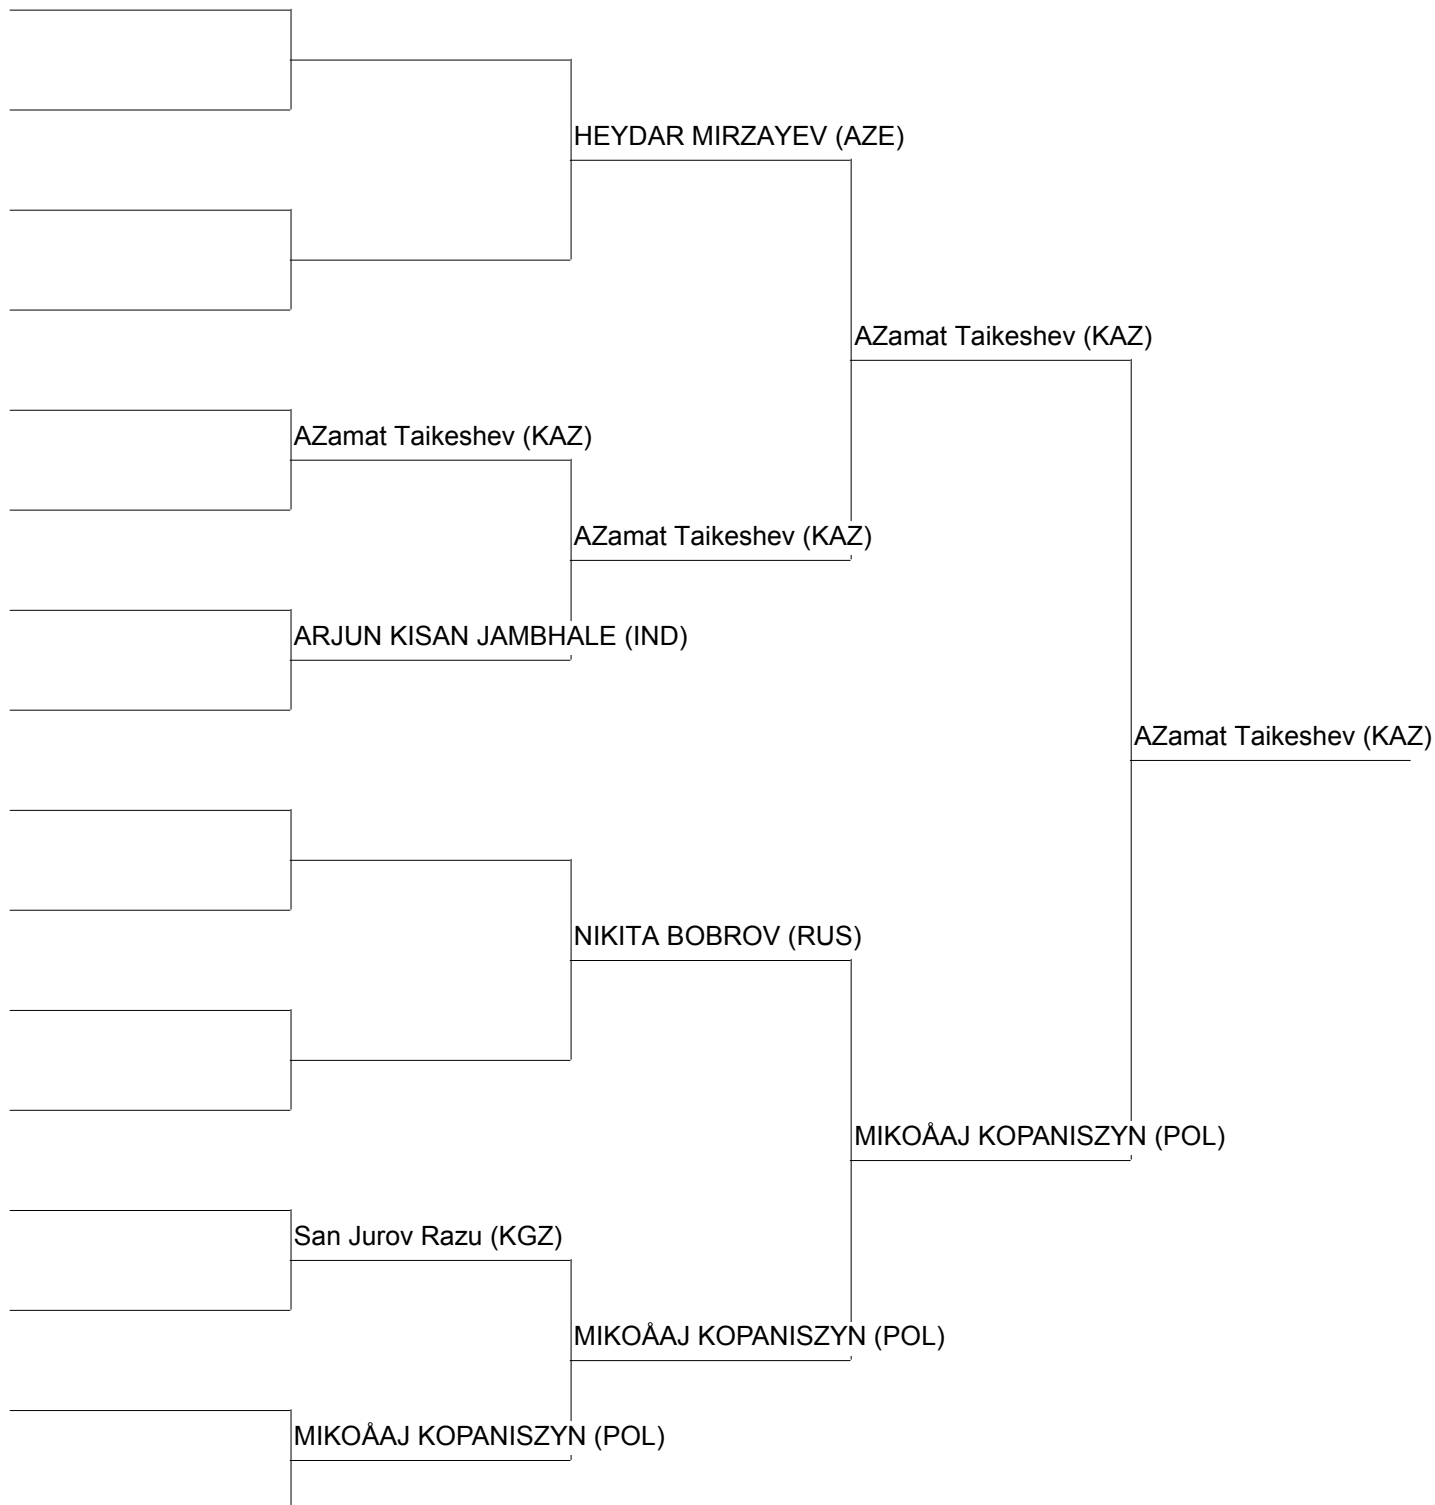 HEYDAR MIRZAYEV (AZE)
AZamat Taikeshev (KAZ)
AZamat Taikeshev (KAZ)
AZamat Taikeshev (KAZ)
ARJUN KISAN JAMBHALE (IND)
AZamat Taikeshev (KAZ)
NIKITA BOBROV (RUS)
MIKOÅAJ KOPANISZYN (POL)
San Jurov Razu (KGZ)
MIKOÅAJ KOPANISZYN (POL)
MIKOÅAJ KOPANISZYN (POL)